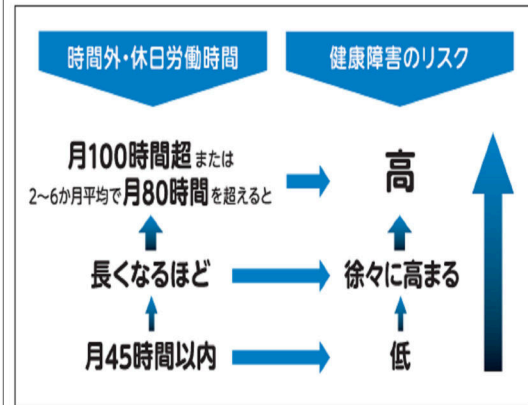 時間外・休日労働時間
健康障害のリスク
月100時間超 または
2〜6か月平均で月80時間を超えると
高
長くなるほど
徐々に高まる
月45時間以内
低